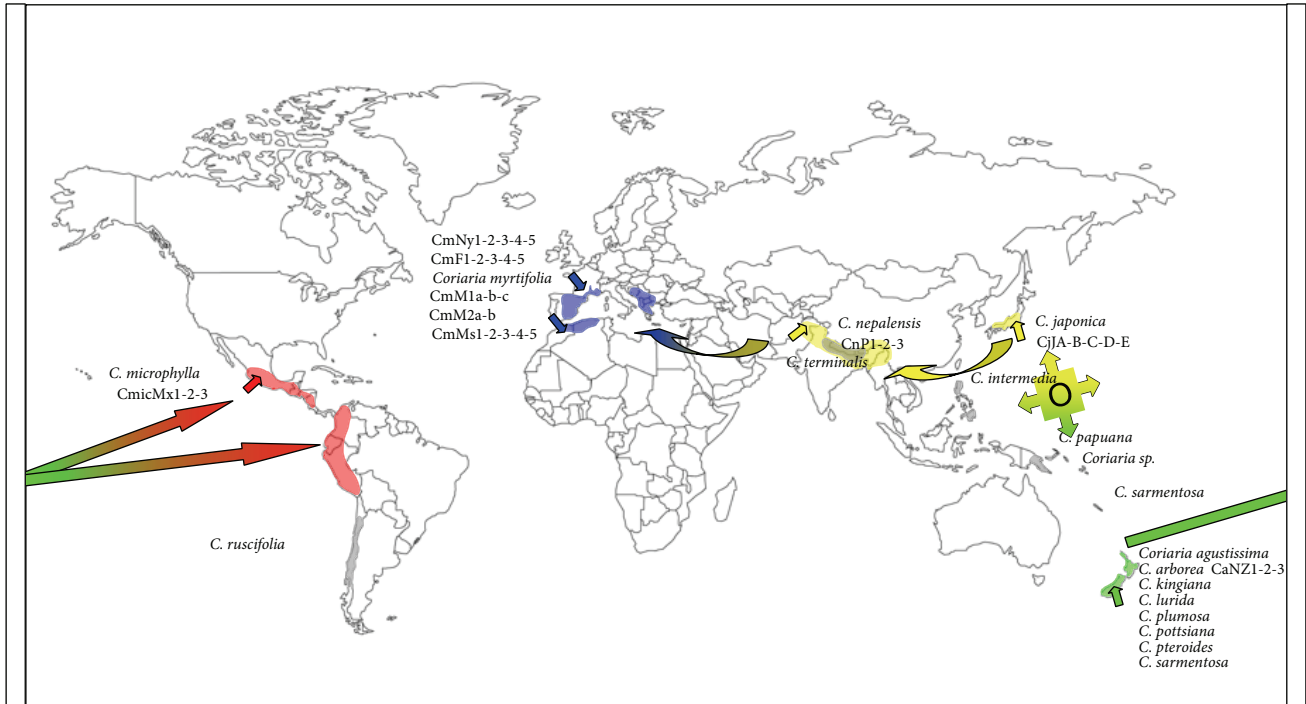 CmNy1-2-3-4-5
CmF1-2-3-4-5
Coriaria myrtifolia
CmM1a-b-c
CmM2a-b
CmMs1-2-3-4-5
C. microphylla
CmicMx1-2-3
C. ruscifolia
C. nepalensis
CnP1-2-3
C. terminalis
C. japonica
CjJA-B-C-D-E
C. intermedia
O
C. papuana
Coriaria sp.
C. sarmentosa
Coriaria agustissima
C. arborea CaNZ1-2-3
C. kingiana
C. lurida
C. plumosa
C. pottsiana
C. pteroides
C. sarmentosa